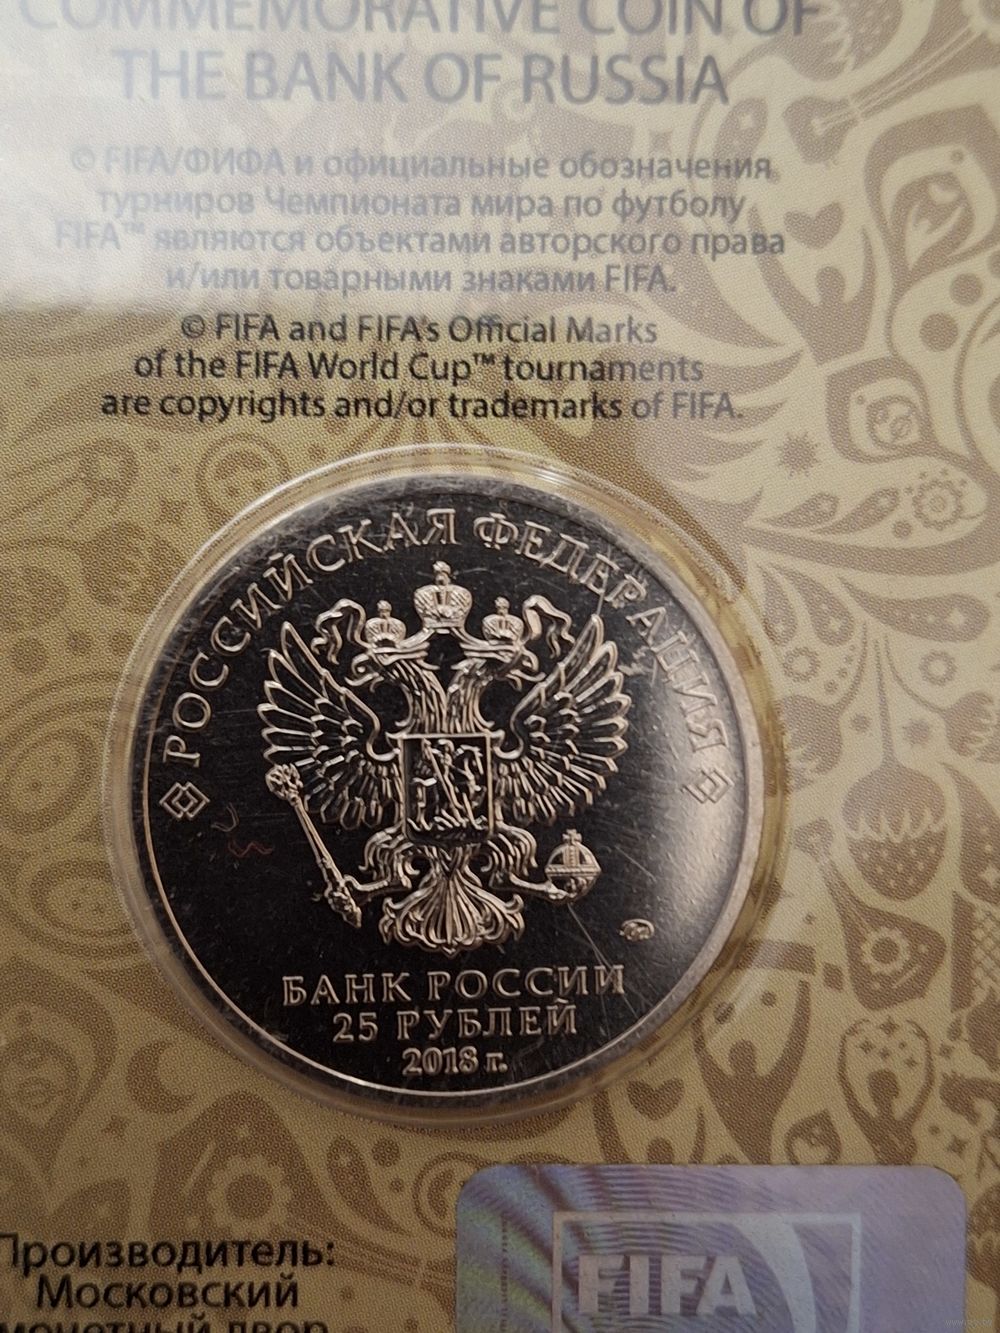 COMMEMORATIVE COIN OF
THE BANK OF RUSSIA
© FIFA/ФИФА и официальные обозначения
турниров Чемпионата мира по футболу
FIFA™ являются объектами авторского права
и/или товарными знаками FIFA.
© FIFA and FIFA's Official Marks
of the FIFA World Cup™ tournaments
are copyrights and/or trademarks of FIFA.
РОССИЙСКАЯ ФЕДЕРАЦИЯ
БАНК РОССИИ
25 РУБЛЕЙ
2018 г.
Производитель:
Московский
монетный двор
FIFA